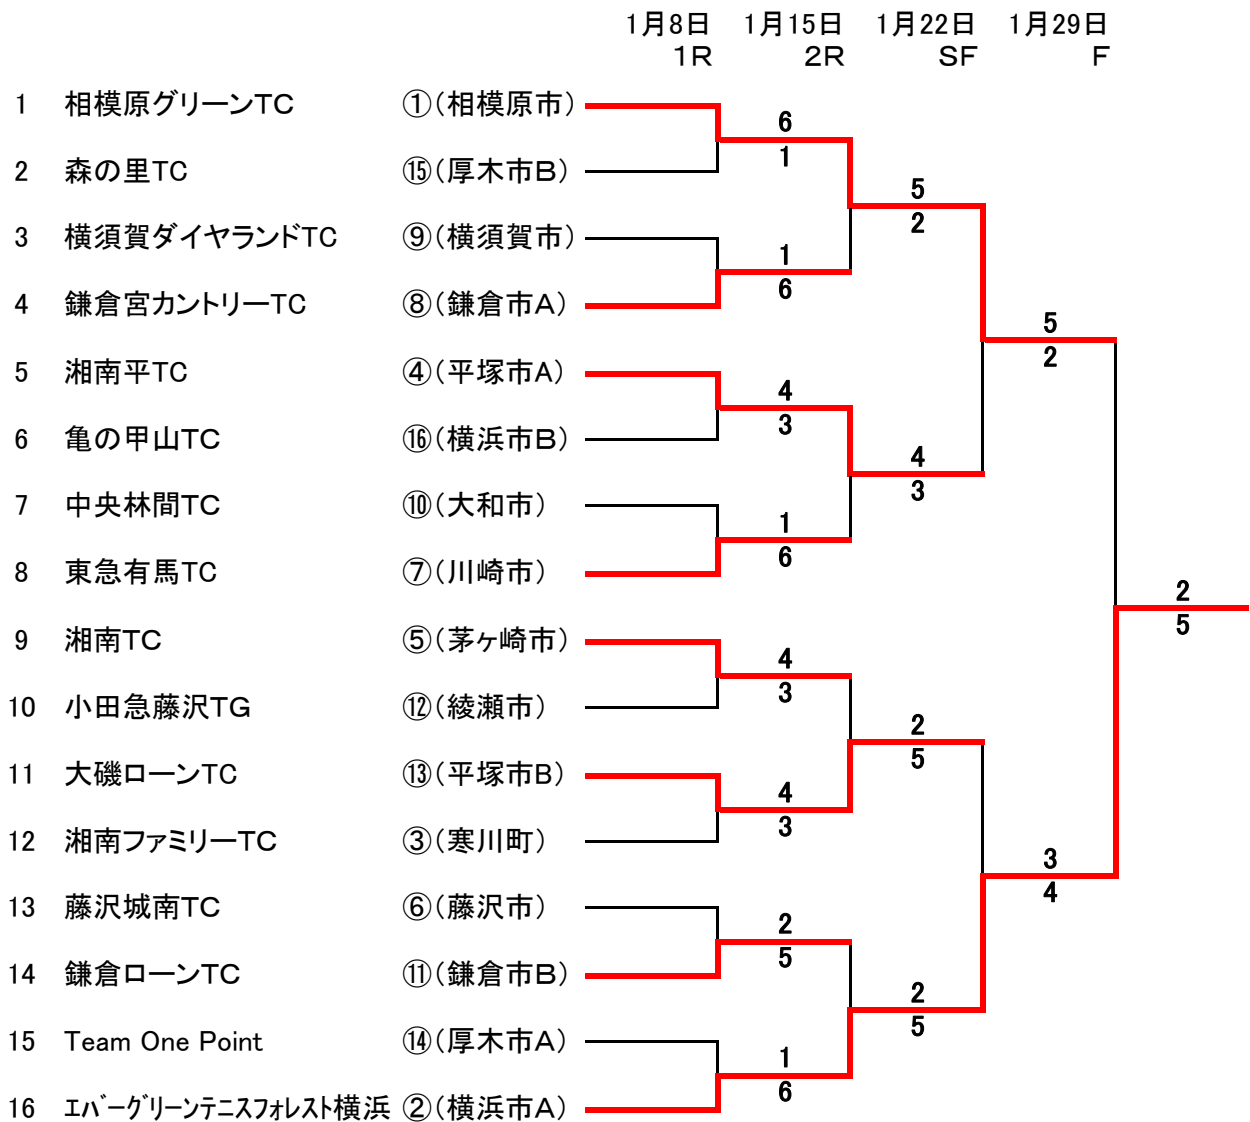 1月8日 1月15日 1月22日 1月29日
1R 2R SF F
1 相模原グリーンTC ①(相模原市)
6
1
2 森の里TC ⑮(厚木市B)
5
2
3 横須賀ダイヤランドTC ⑨(横須賀市)
1
6
4 鎌倉宮カントリーTC ⑧(鎌倉市A)
5
2
5 湘南平TC ④(平塚市A)
4
3
6 亀の甲山TC ⑯(横浜市B)
4
3
7 中央林間TC ⑩(大和市)
1
6
8 東急有馬TC ⑦(川崎市)
2
5
9 湘南TC ⑤(茅ヶ崎市)
4
3
10 小田急藤沢TG ⑫(綾瀬市)
2
5
11 大磯ローンTC ⑬(平塚市B)
4
3
12 湘南ファミリーTC ③(寒川町)
3
4
13 藤沢城南TC ⑥(藤沢市)
2
5
14 鎌倉ローンTC ⑪(鎌倉市B)
2
5
15 Team One Point ⑭(厚木市A)
1
6
16 エバーグリーンテニスフォレスト横浜 ②(横浜市A)